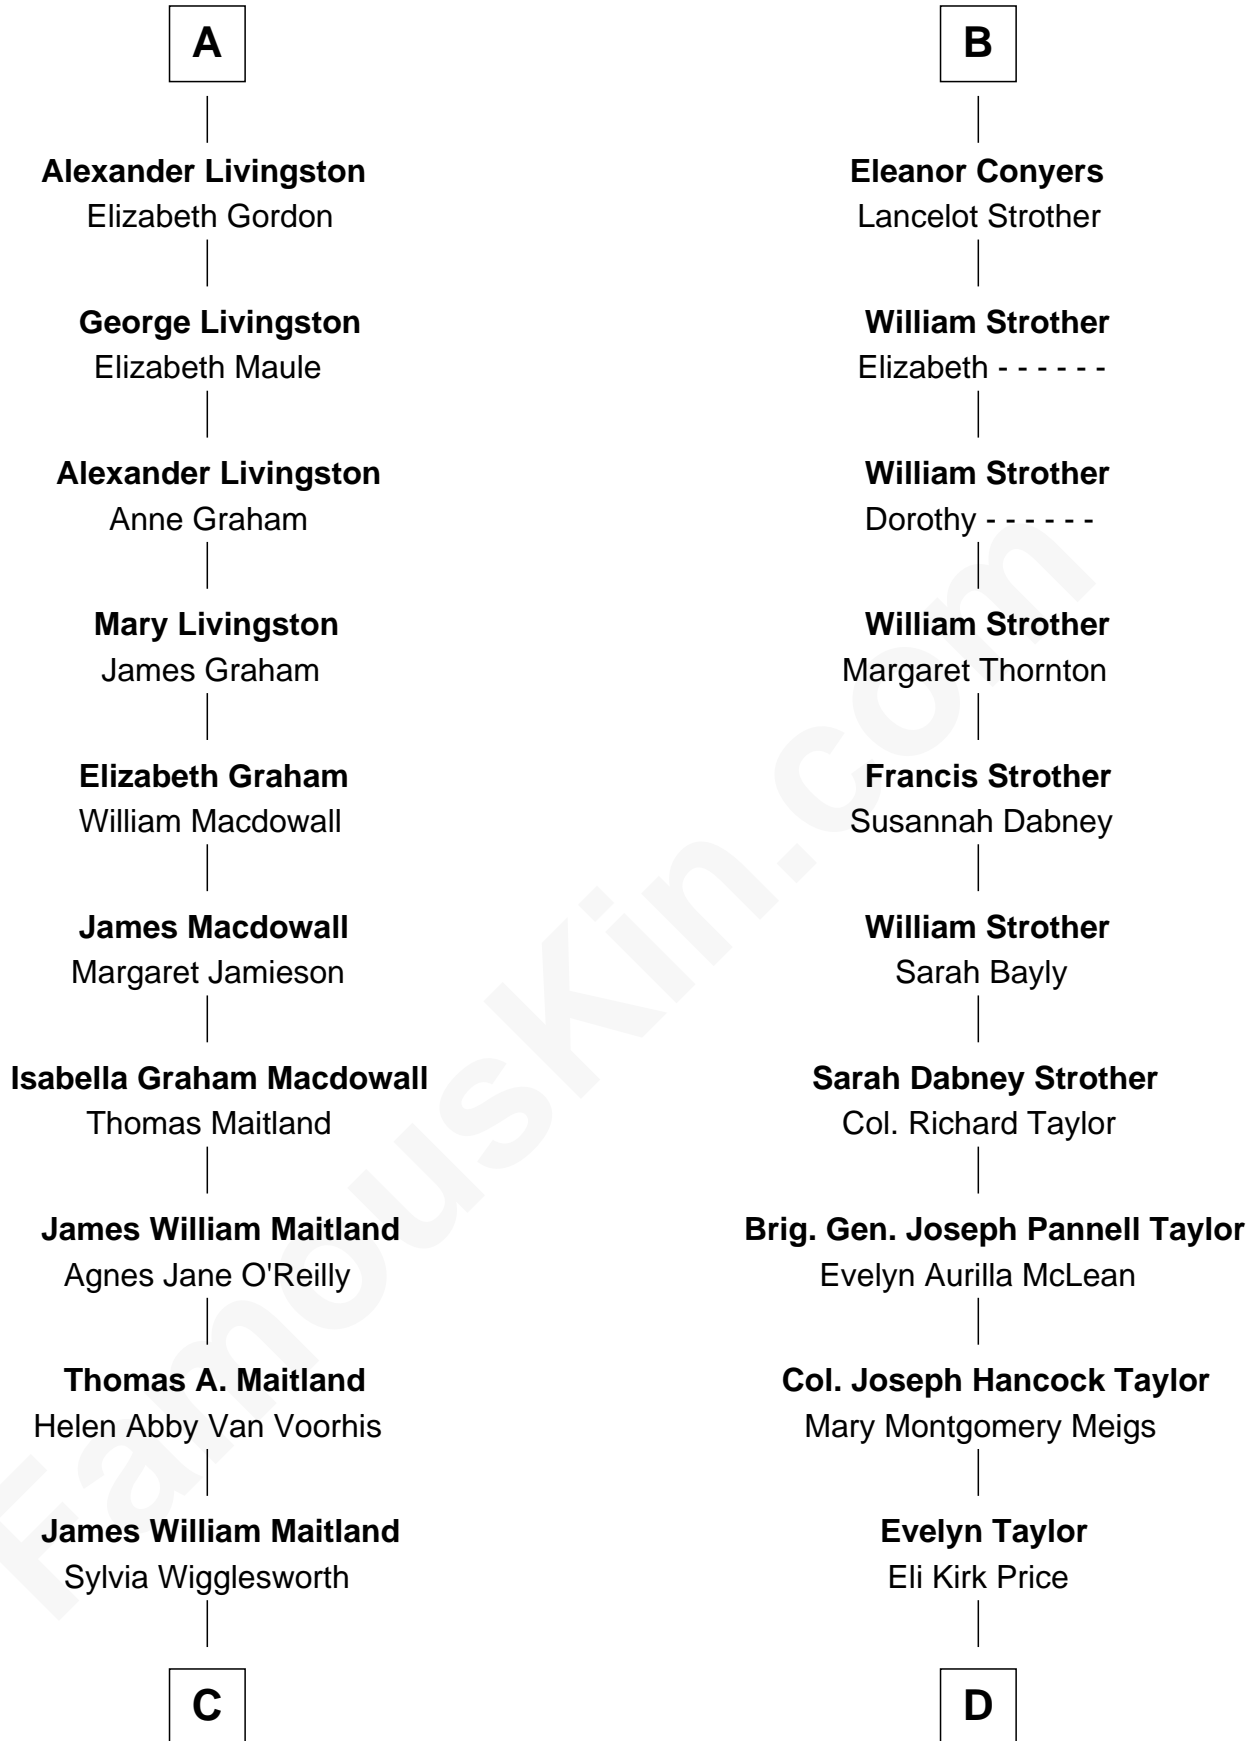 A
Alexander Livingston
Elizabeth Gordon
George Livingston
Elizabeth Maule
Alexander Livingston
Anne Graham
Mary Livingston
James Graham
Elizabeth Graham
William Macdowall
James Macdowall
Margaret Jamieson
Isabella Graham Macdowall
Thomas Maitland
James William Maitland
Agnes Jane O'Reilly
Thomas A. Maitland
Helen Abby Van Voorhis
James William Maitland
Sylvia Wigglesworth
C
B
Eleanor Conyers
Lancelot Strother
William Strother
Elizabeth - - - - - -
William Strother
Dorothy - - - - - -
William Strother
Margaret Thornton
Francis Strother
Susannah Dabney
William Strother
Sarah Bayly
Sarah Dabney Strother
Col. Richard Taylor
Brig. Gen. Joseph Pannell Taylor
Evelyn Aurilla McLean
Col. Joseph Hancock Taylor
Mary Montgomery Meigs
Evelyn Taylor
Eli Kirk Price
D
FamousKin.com